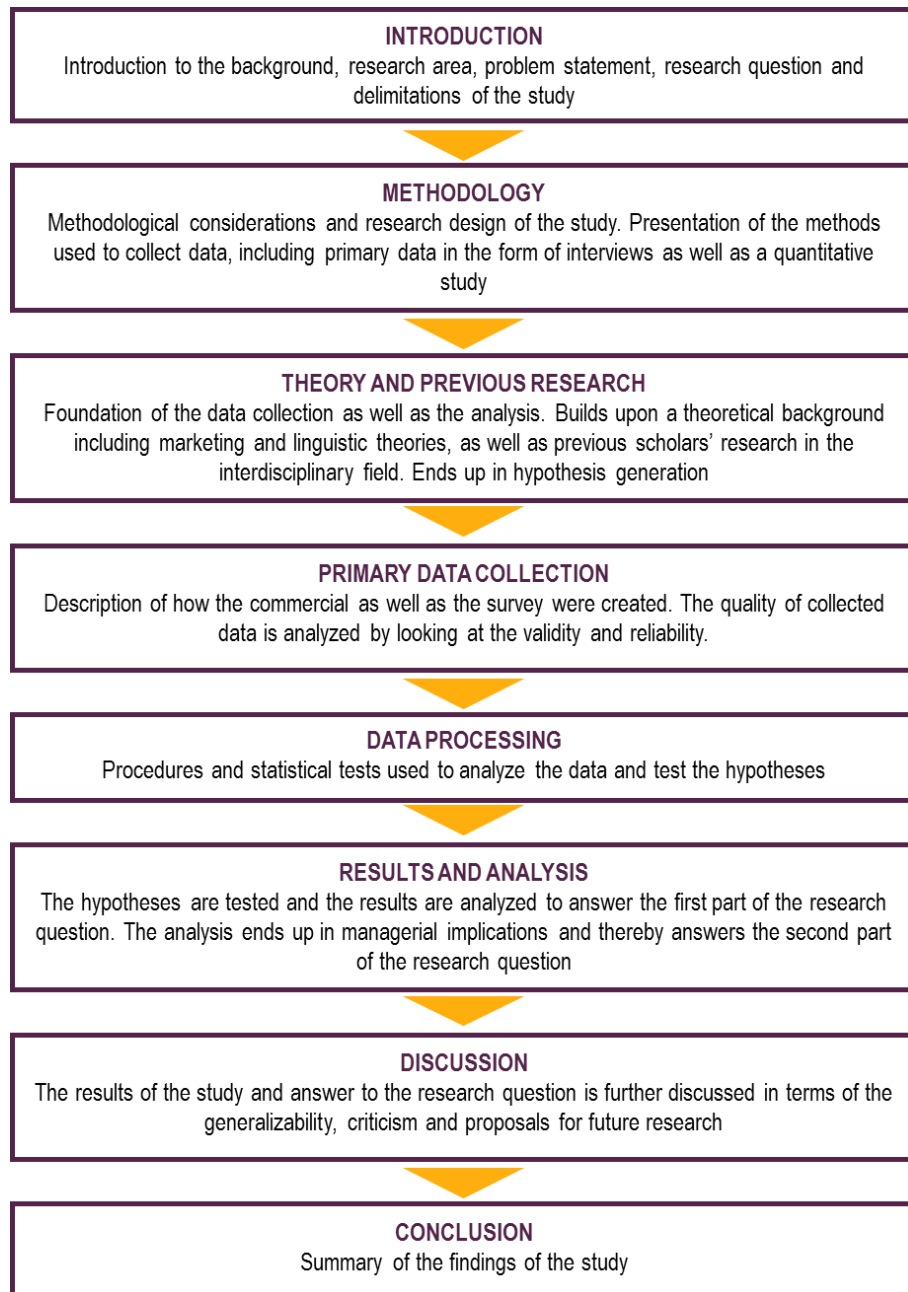 INTRODUCTION
Introduction to the background, research area, problem statement, research question and
delimitations of the study
METHODOLOGY
Methodological considerations and research design of the study. Presentation of the methods
used to collect data, including primary data in the form of interviews as well as a quantitative
study
THEORY AND PREVIOUS RESEARCH
Foundation of the data collection as well as the analysis. Builds upon a theoretical background
including marketing and linguistic theories, as well as previous scholars’ research in the
interdisciplinary field. Ends up in hypothesis generation
PRIMARY DATA COLLECTION
Description of how the commercial as well as the survey were created. The quality of collected
data is analyzed by looking at the validity and reliability.
DATA PROCESSING
Procedures and statistical tests used to analyze the data and test the hypotheses
RESULTS AND ANALYSIS
The hypotheses are tested and the results are analyzed to answer the first part of the research
question. The analysis ends up in managerial implications and thereby answers the second part
of the research question
DISCUSSION
The results of the study and answer to the research question is further discussed in terms of the
generalizability, criticism and proposals for future research
CONCLUSION
Summary of the findings of the study